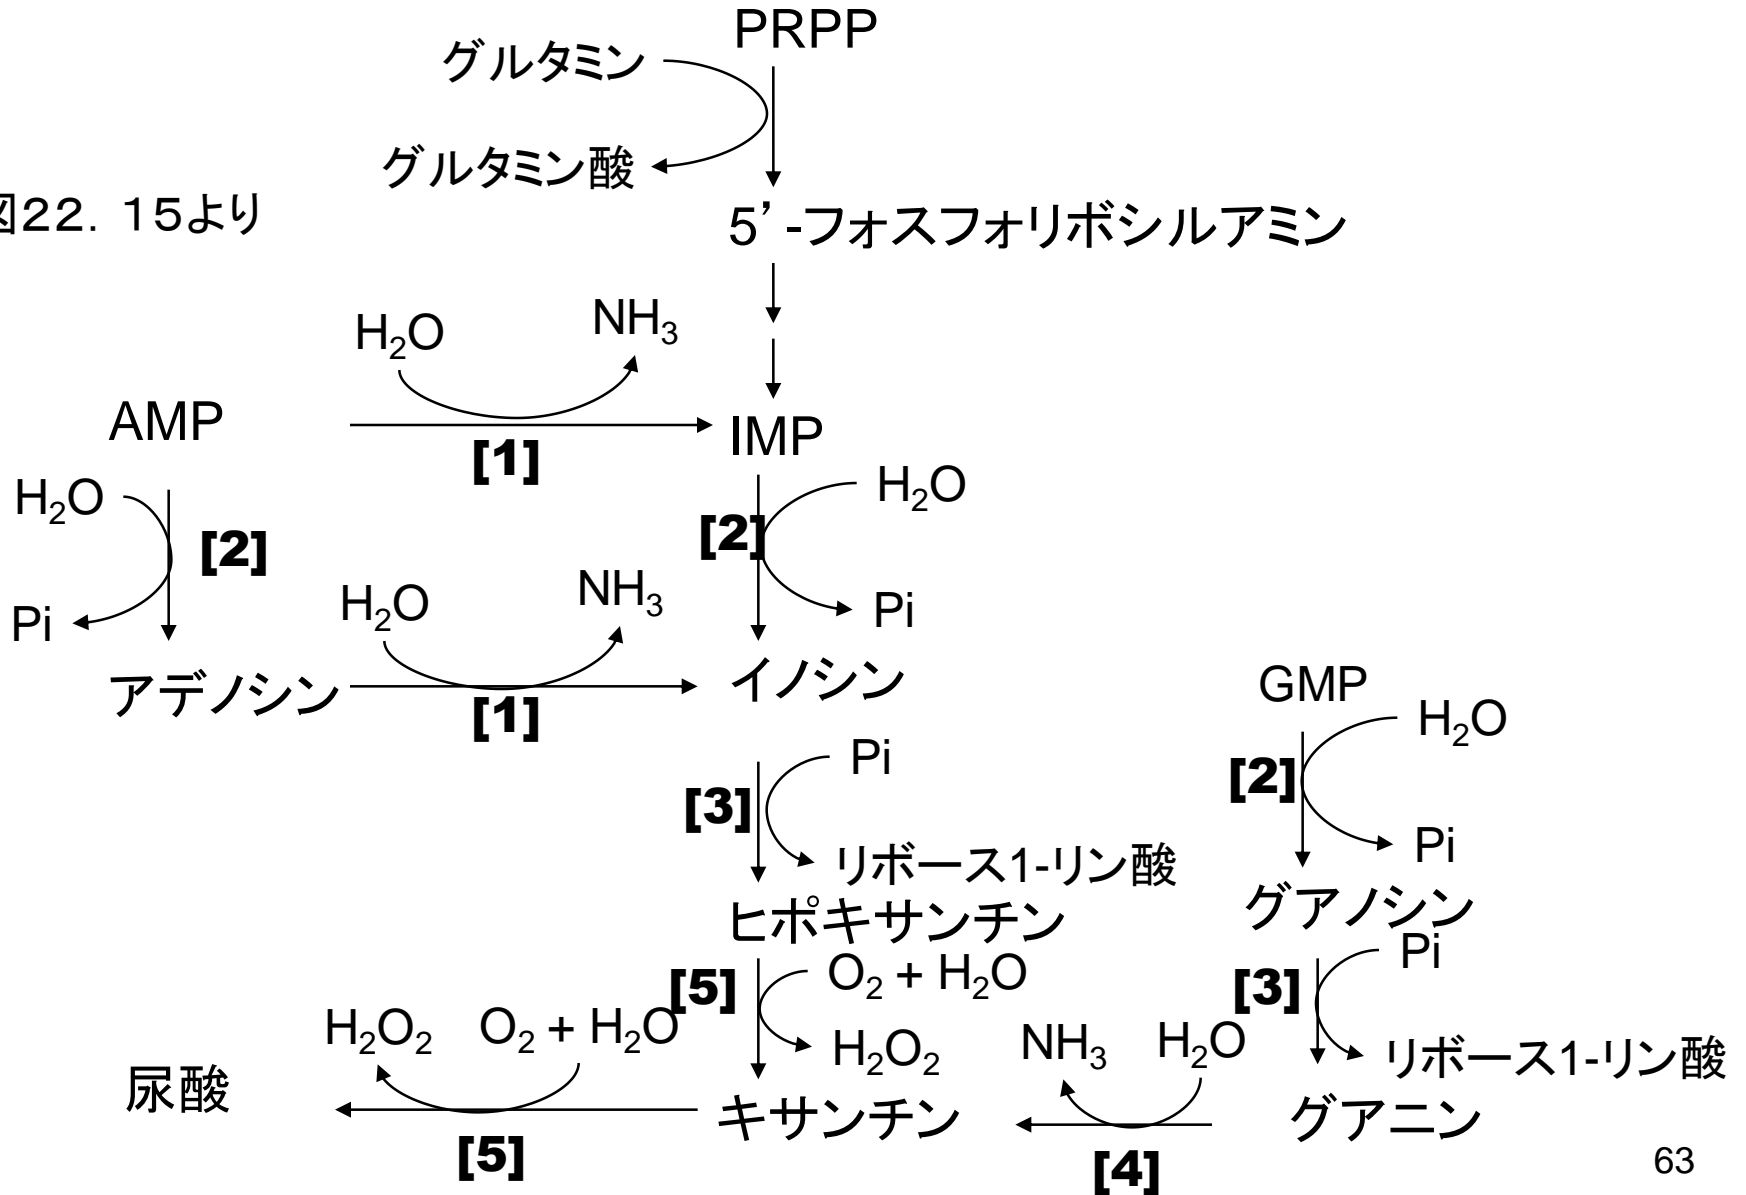 PRPP
グルタミン
グルタミン酸
図22．15より
5’-フォスフォリボシルアミン
H2O
NH3
AMP
[1]
IMP
H2O
[2]
Pi
H2O
[2]
Pi
H2O
NH3
アデノシン
[1]
イノシン
GMP
H2O
[2]
Pi
Pi
[3]
リボース1-リン酸
ヒポキサンチン
グアノシン
Pi
[3]
リボース1-リン酸
[5]
O2 + H2O
H2O2
H2O2
O2 + H2O
NH3
H2O
尿酸
[5]
キサンチン
[4]
グアニン
63